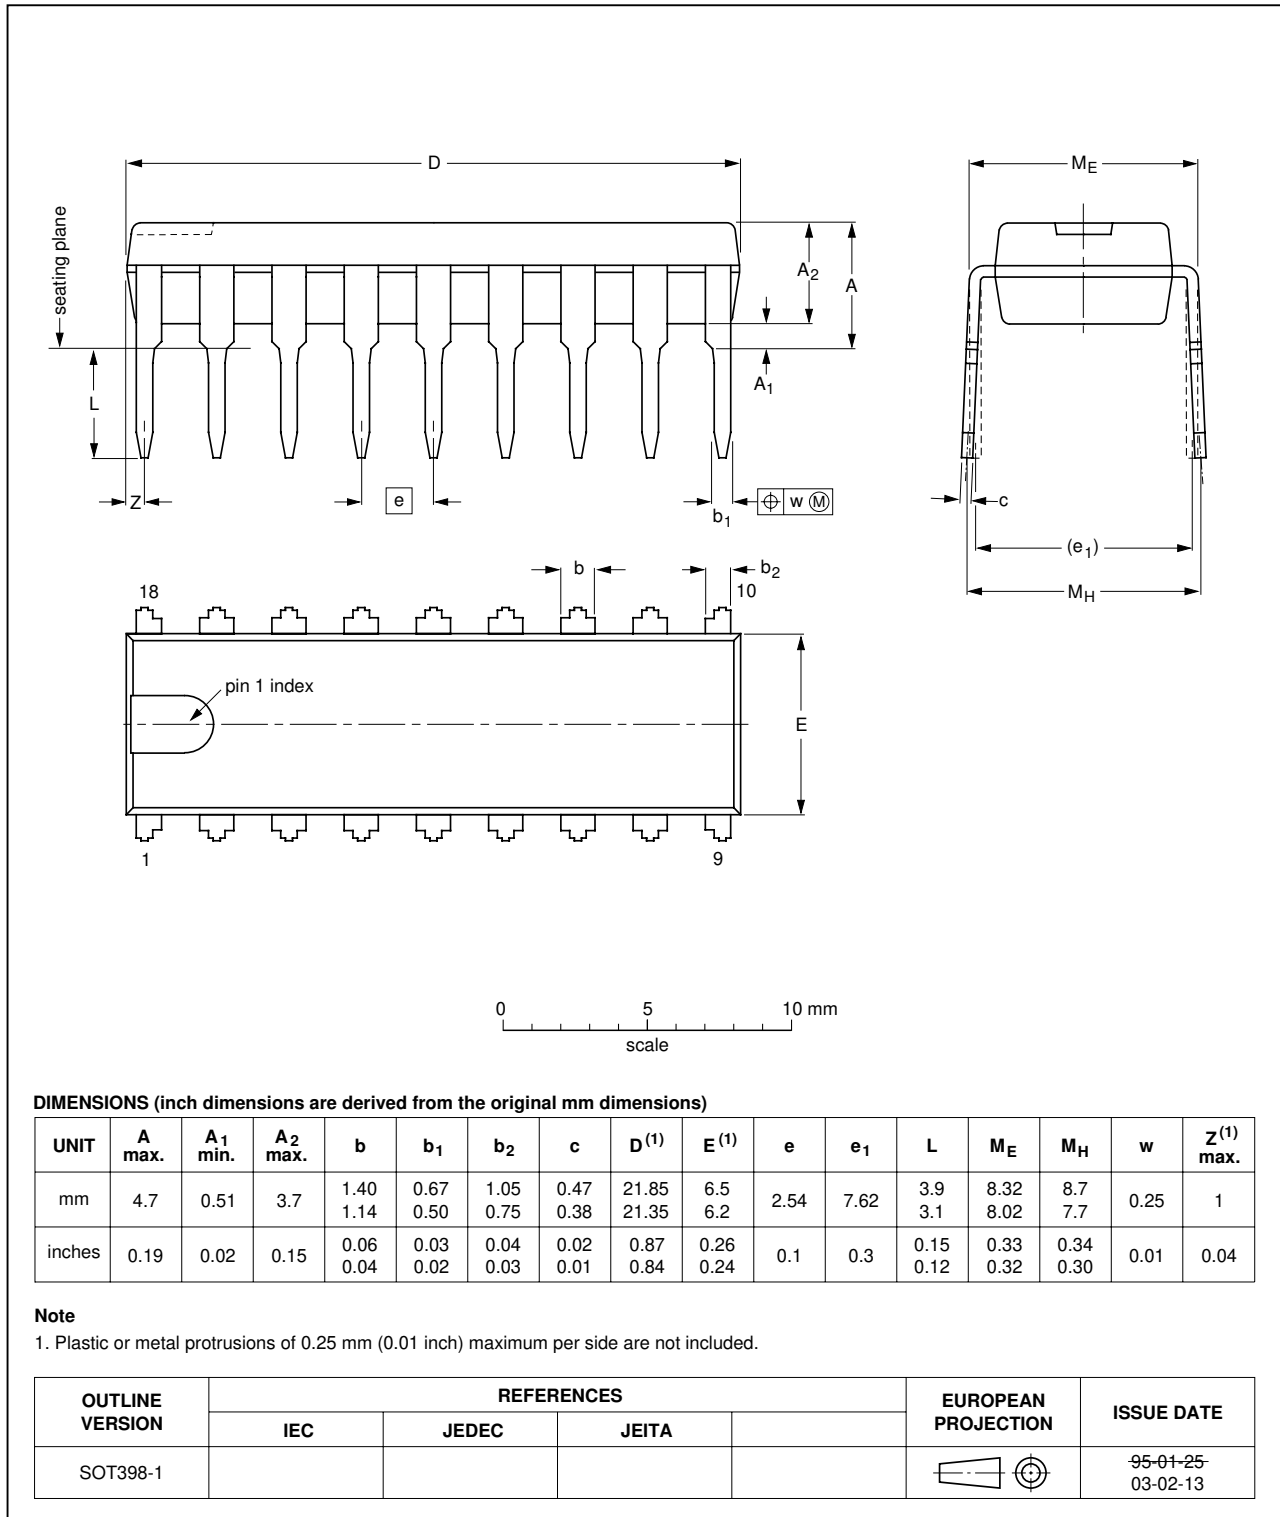 D
M_E
seating plane
A_2
A
A_1
L
Z
e
b_1
w M
c
(e_1)
M_H
b
b_2
18
10
pin 1 index
E
1
9
0 5 10 mm
scale
DIMENSIONS (inch dimensions are derived from the original mm dimensions)
UNIT A max. A_1 min. A_2 max. b b_1 b_2 c D(1) E(1) e e_1 L M_E M_H w Z(1) max.
mm 4.7 0.51 3.7 1.40 1.14 0.67 0.50 1.05 0.75 0.47 0.38 21.85 21.35 6.5 6.2 2.54 7.62 3.9 3.1 8.32 8.02 8.7 7.7 0.25 1
inches 0.19 0.02 0.15 0.06 0.04 0.03 0.02 0.04 0.03 0.02 0.01 0.87 0.84 0.26 0.24 0.1 0.3 0.15 0.12 0.33 0.32 0.34 0.30 0.01 0.04
Note
1. Plastic or metal protrusions of 0.25 mm (0.01 inch) maximum per side are not included.
OUTLINE VERSION REFERENCES EUROPEAN PROJECTION ISSUE DATE
IEC JEDEC JEITA
SOT398-1
95-01-25
03-02-13